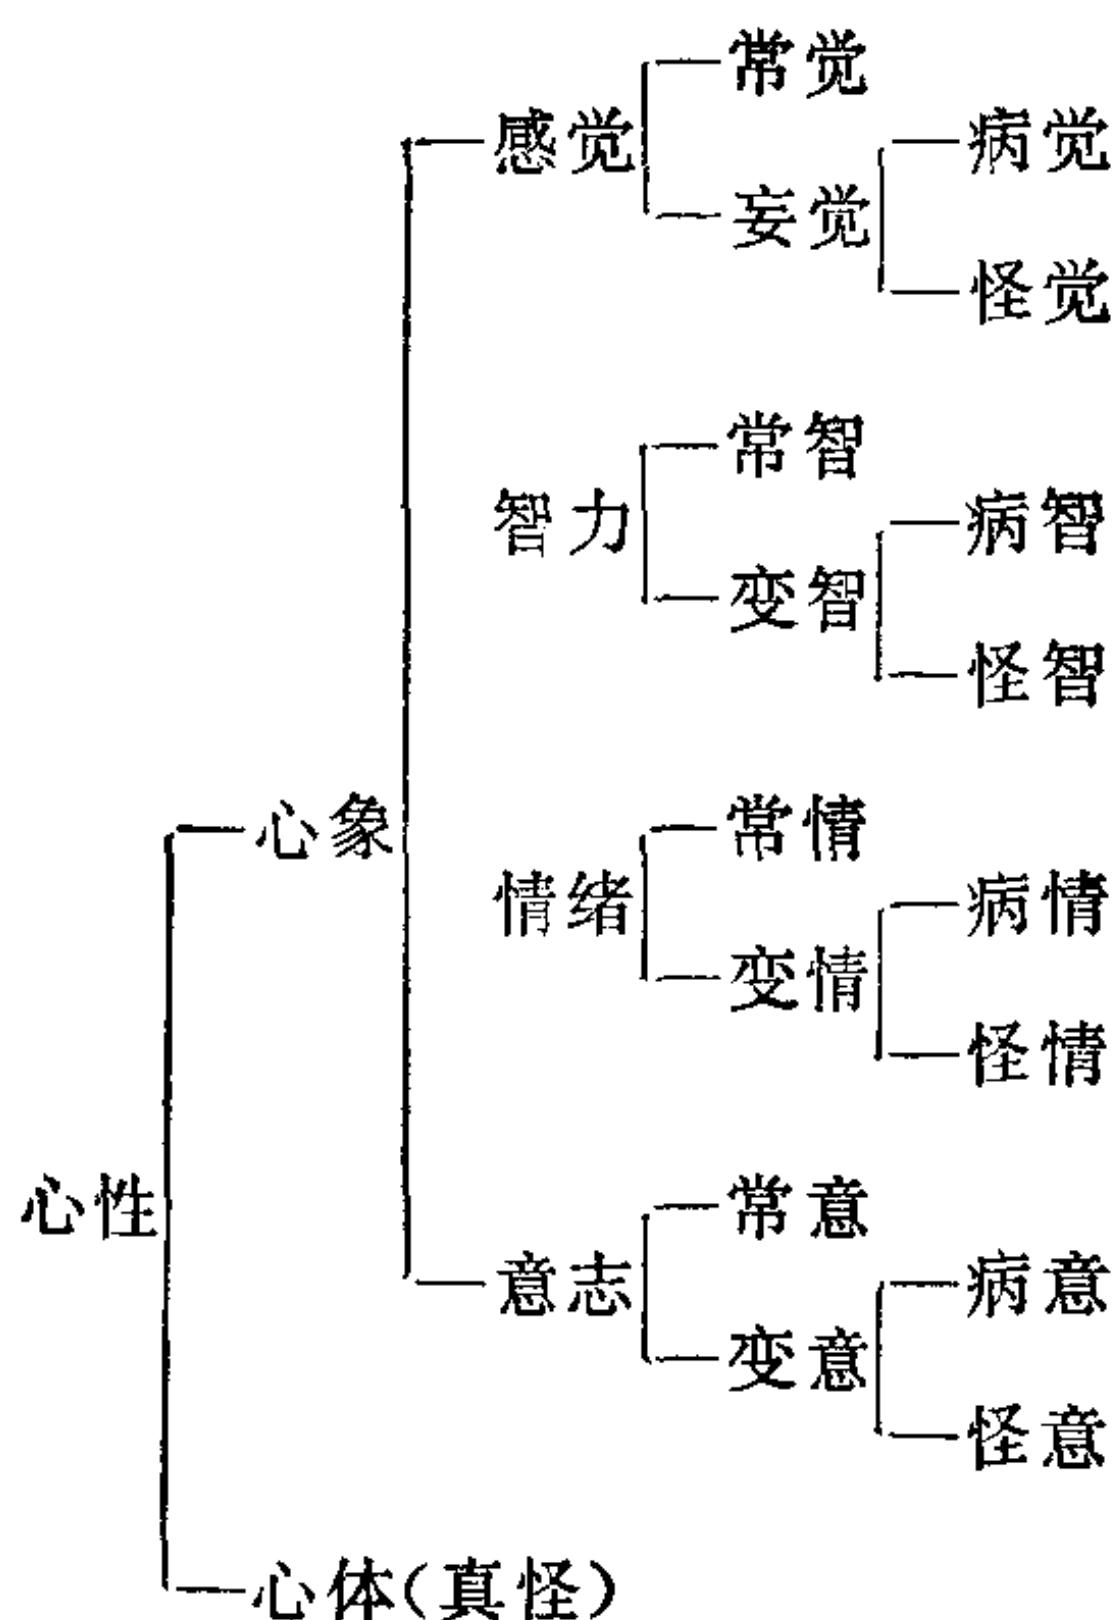 常觉
感觉
病觉
妄觉
怪觉
常智
智力
病智
变智
怪智
心象
常情
情绪
病情
变情
怪情
心性
常意
意志
病意
变意
怪意
心体(真怪)